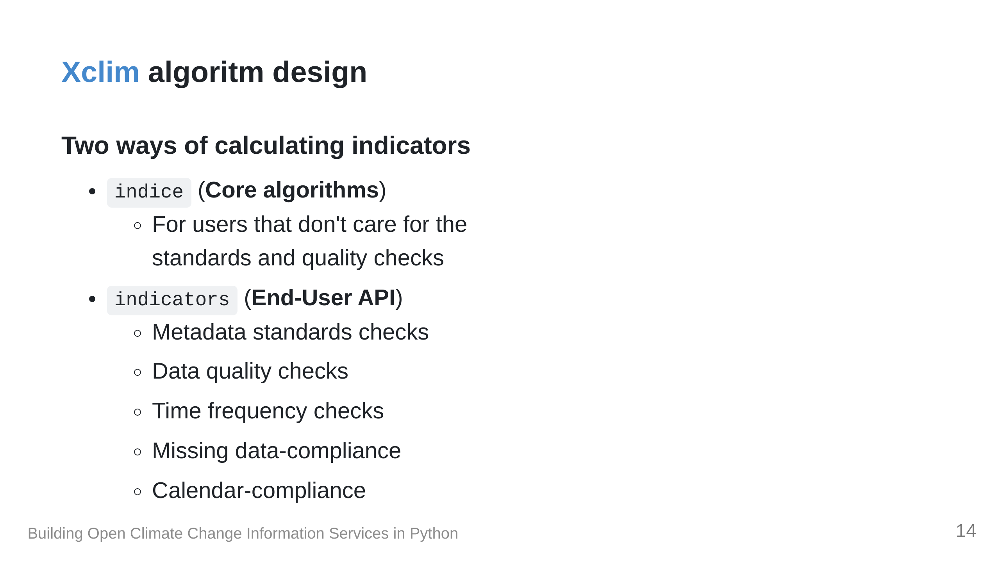 Xclim algoritm design
Two ways of calculating indicators
• indice (Core algorithms)
◦ For users that don't care for the
standards and quality checks
• indicators (End-User API)
◦ Metadata standards checks
◦ Data quality checks
◦ Time frequency checks
◦ Missing data-compliance
◦ Calendar-compliance
Building Open Climate Change Information Services in Python
14